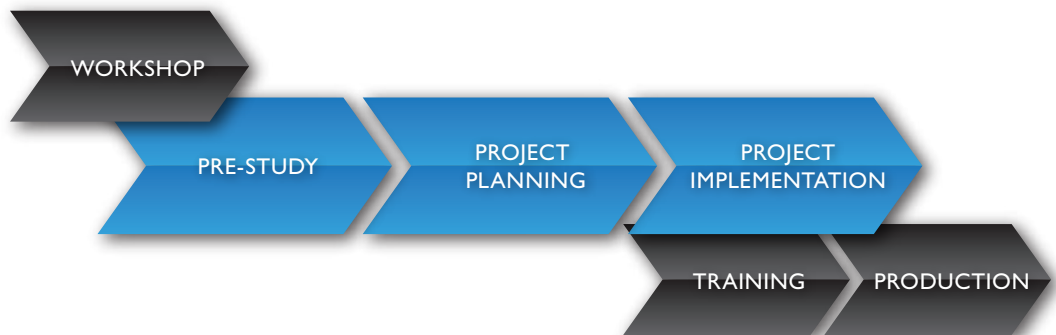 WORKSHOP
PRE-STUDY
PROJECT
PLANNING
PROJECT
IMPLEMENTATION
TRAINING
PRODUCTION